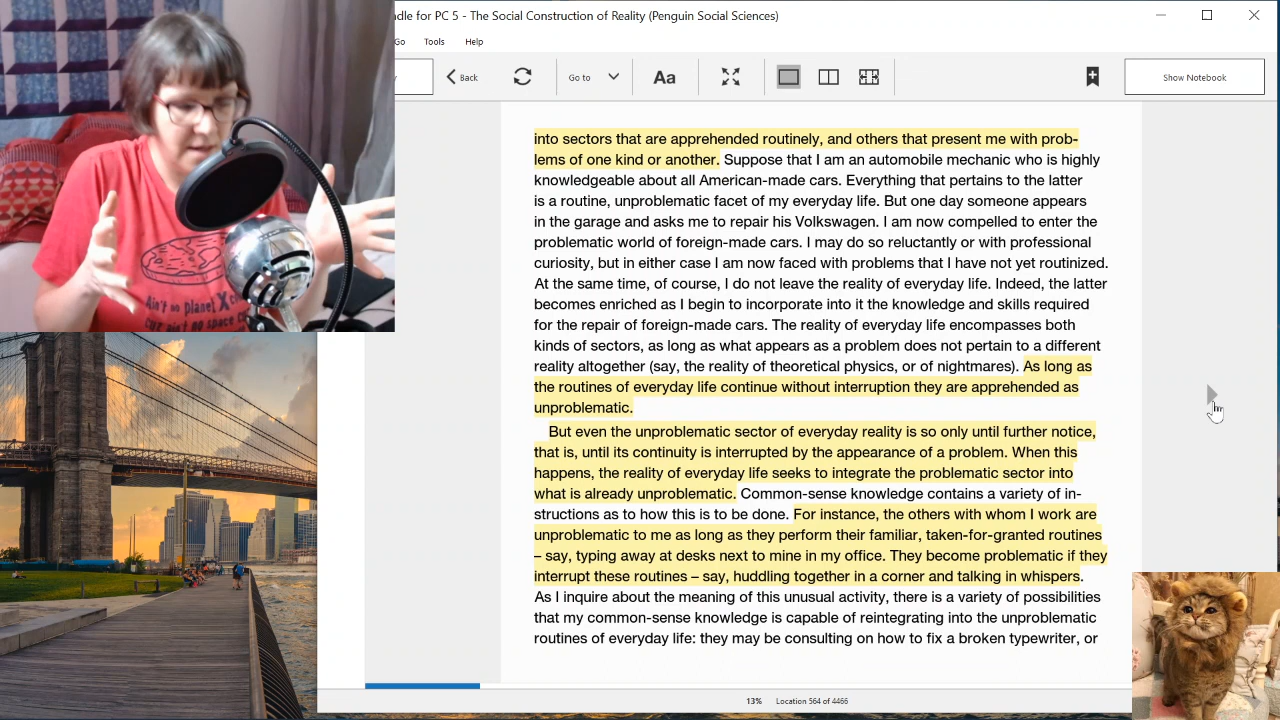 dle for PC 5 - The Social Construction of Reality (Penguin Social Sciences)
Go Tools Help
Back Go to Aa Show Notebook
into sectors that are apprehended routinely, and others that present me with prob-
lems of one kind or another. Suppose that I am an automobile mechanic who is highly
knowledgeable about all American-made cars. Everything that pertains to the latter
is a routine, unproblematic facet of my everyday life. But one day someone appears
in the garage and asks me to repair his Volkswagen. I am now compelled to enter the
problematic world of foreign-made cars. I may do so reluctantly or with professional
curiosity, but in either case I am now faced with problems that I have not yet routinized.
At the same time, of course, I do not leave the reality of everyday life. Indeed, the latter
becomes enriched as I begin to incorporate into it the knowledge and skills required
for the repair of foreign-made cars. The reality of everyday life encompasses both
kinds of sectors, as long as what appears as a problem does not pertain to a different
reality altogether (say, the reality of theoretical physics, or of nightmares). As long as
the routines of everyday life continue without interruption they are apprehended as
unproblematic.
But even the unproblematic sector of everyday reality is so only until further notice,
that is, until its continuity is interrupted by the appearance of a problem. When this
happens, the reality of everyday life seeks to integrate the problematic sector into
what is already unproblematic. Common-sense knowledge contains a variety of in-
structions as to how this is to be done. For instance, the others with whom I work are
unproblematic to me as long as they perform their familiar, taken-for-granted routines
– say, typing away at desks next to mine in my office. They become problematic if they
interrupt these routines – say, huddling together in a corner and talking in whispers.
As I inquire about the meaning of this unusual activity, there is a variety of possibilities
that my common-sense knowledge is capable of reintegrating into the unproblematic
routines of everyday life: they may be consulting on how to fix a broken typewriter, or
13% Location 564 of 4466
Ain't no planet X
ain't no space